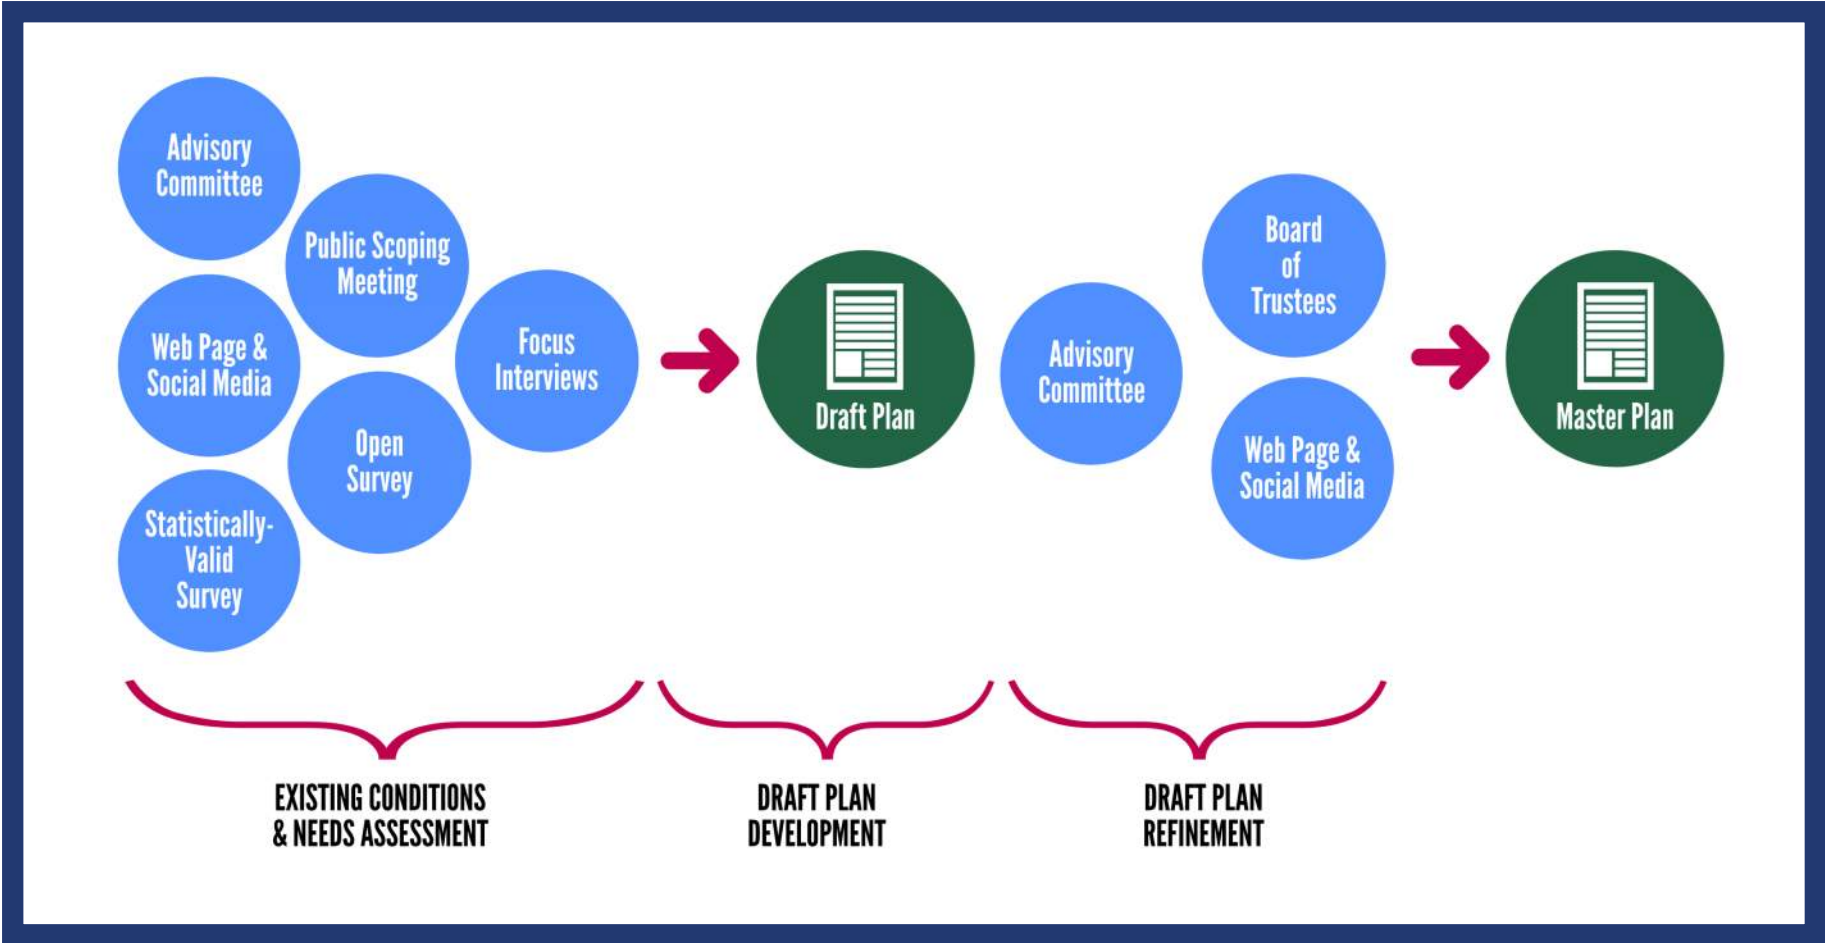 Advisory
Committee
Public Scoping
Meeting
Web Page &
Social Media
Focus
Interviews
Open
Survey
Statistically-
Valid
Survey
Draft Plan
Advisory
Committee
Board
of
Trustees
Web Page &
Social Media
Master Plan
EXISTING CONDITIONS
& NEEDS ASSESSMENT
DRAFT PLAN
DEVELOPMENT
DRAFT PLAN
REFINEMENT